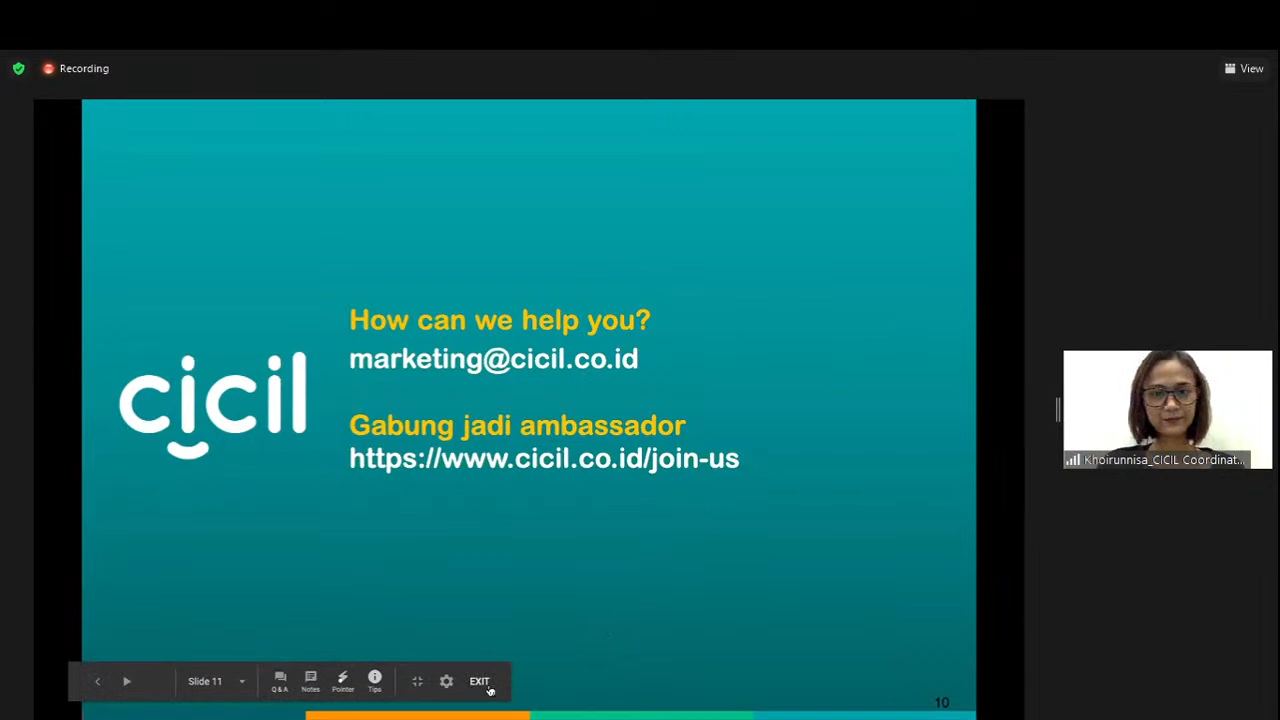 Recording
View
How can we help you?
marketing@cicil.co.id
cicil
Gabung jadi ambassador
https://www.cicil.co.id/join-us
Khoirunnisa_CICIL Coordinat...
Slide 11
Q&A
Notes
Pointer
Tips
EXIT
10